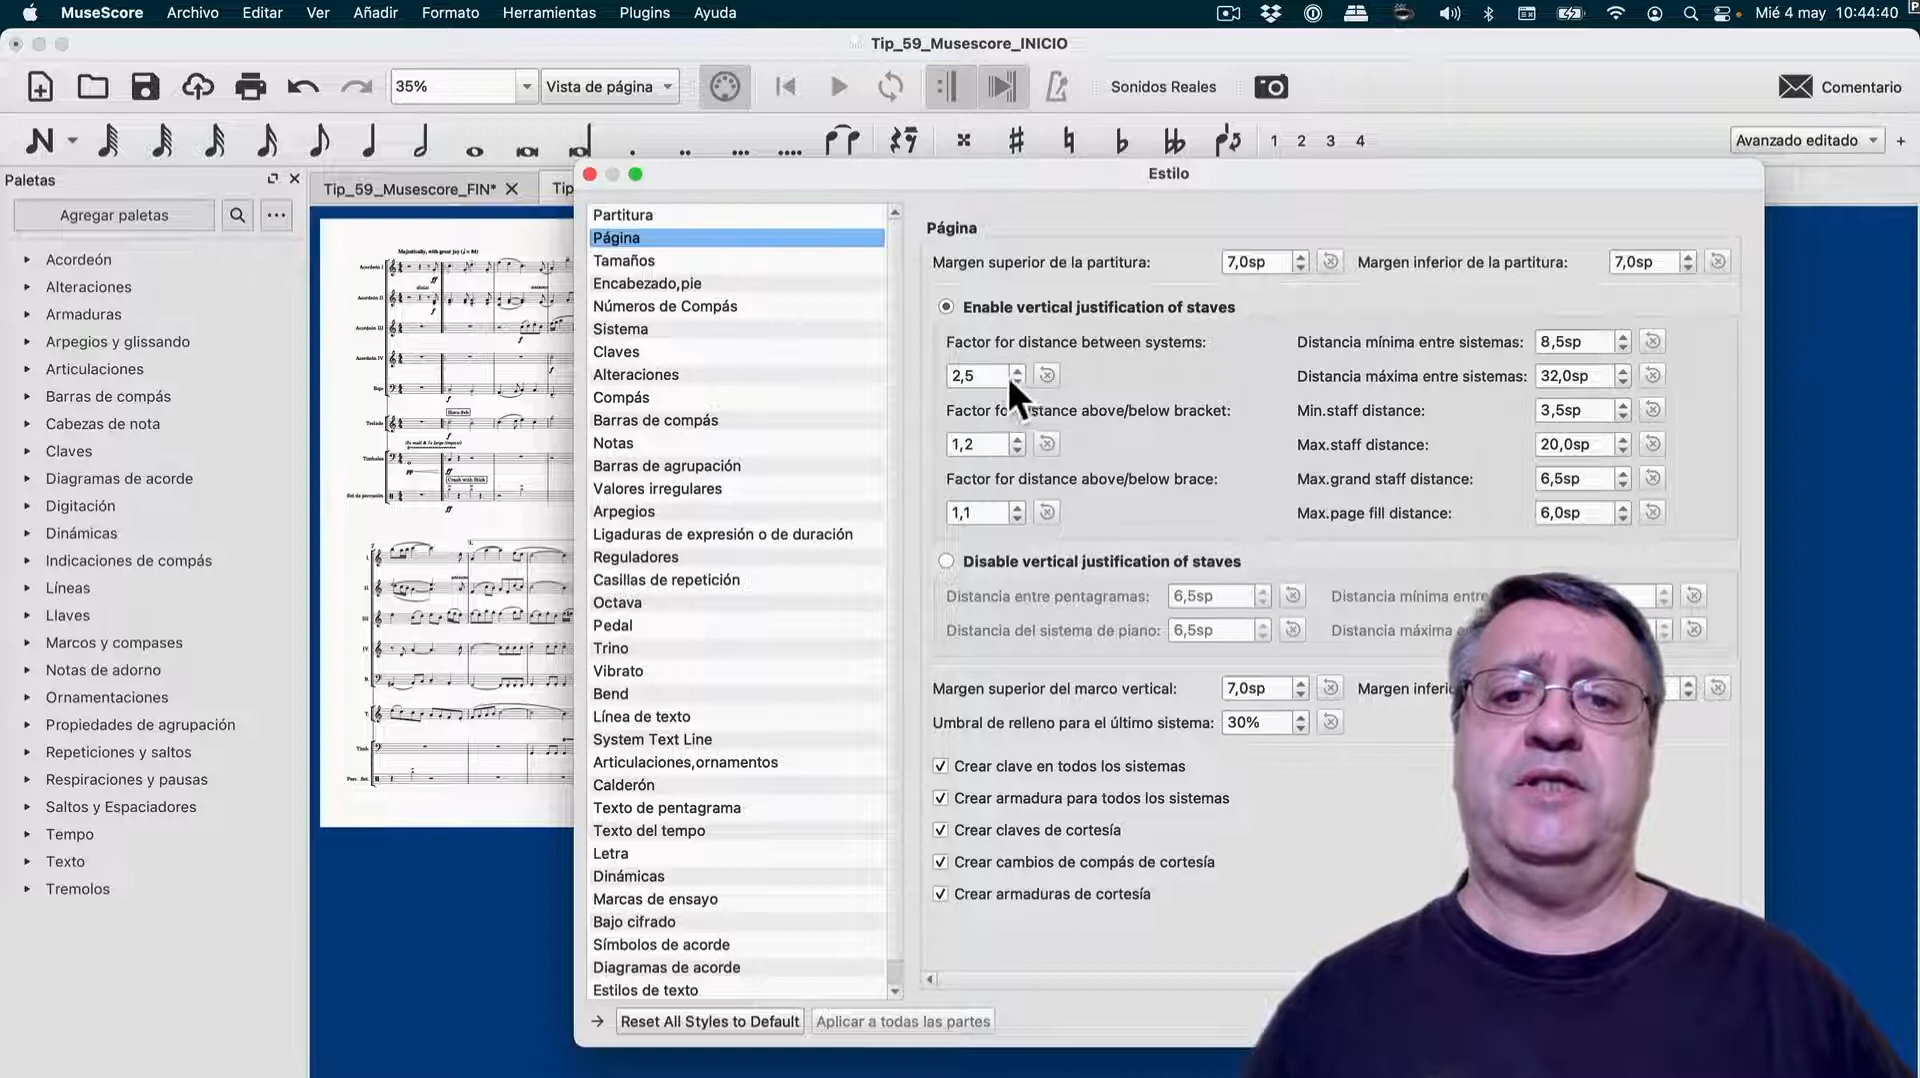 MuseScore Archivo Editar Ver Añadir Formato Herramientas Plugins Ayuda Mié 4 may 10:44:40
Tip_59_Musescore_INICIO
35% Vista de página Sonidos Reales Comentario
1 2 3 4 Avanzado editado +
Paletas
Tip_59_Musescore_FIN* Tip
Agregar paletas
Acordeón
Alteraciones
Armaduras
Arpegios y glissando
Articulaciones
Barras de compás
Cabezas de nota
Claves
Diagramas de acorde
Digitación
Dinámicas
Indicaciones de compás
Líneas
Llaves
Marcos y compases
Notas de adorno
Ornamentaciones
Propiedades de agrupación
Repeticiones y saltos
Respiraciones y pausas
Saltos y Espaciadores
Tempo
Texto
Tremolos
Estilo
Partitura
Página
Tamaños
Encabezado,pie
Números de Compás
Sistema
Claves
Alteraciones
Compás
Barras de compás
Notas
Barras de agrupación
Valores irregulares
Arpegios
Ligaduras de expresión o de duración
Reguladores
Casillas de repetición
Octava
Pedal
Trino
Vibrato
Bend
Línea de texto
System Text Line
Articulaciones,ornamentos
Calderón
Texto de pentagrama
Texto del tempo
Letra
Dinámicas
Marcas de ensayo
Bajo cifrado
Símbolos de acorde
Diagramas de acorde
Estilos de texto
Reset All Styles to Default Aplicar a todas las partes
Página
Margen superior de la partitura: 7,0sp Margen inferior de la partitura: 7,0sp
Enable vertical justification of staves
Factor for distance between systems: Distancia mínima entre sistemas: 8,5sp
2,5 Distancia máxima entre sistemas: 32,0sp
distance above/below bracket: Min.staff distance: 3,5sp
1,2 Max.staff distance: 20,0sp
Factor for distance above/below brace: Max.grand staff distance: 6,5sp
1,1 Max.page fill distance: 6,0sp
Disable vertical justification of staves
Distancia entre pentagramas: 6,5sp Distancia mínima entre
Distancia del sistema de piano: 6,5sp Distancia máxima
Margen superior del marco vertical: 7,0sp Margen
Umbral de relleno para el último sistema: 30%
Crear clave en todos los sistemas
Crear armadura para todos los sistemas
Crear claves de cortesía
Crear cambios de compás de cortesía
Crear armaduras de cortesía